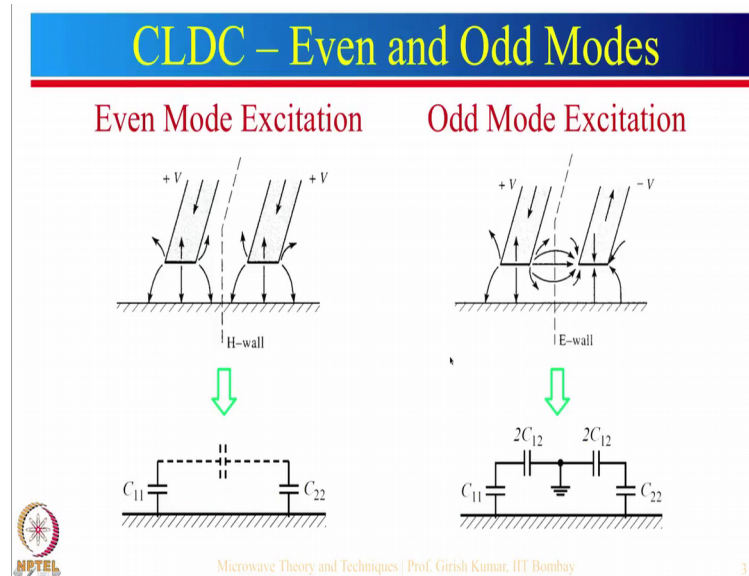 CLDC – Even and Odd Modes
Even Mode Excitation
Odd Mode Excitation
+V
+V
+V
−V
H–wall
E–wall
2C12
2C12
C11
C22
C11
C22
NPTEL
Microwave Theory and Techniques | Prof. Girish Kumar, IIT Bombay
3